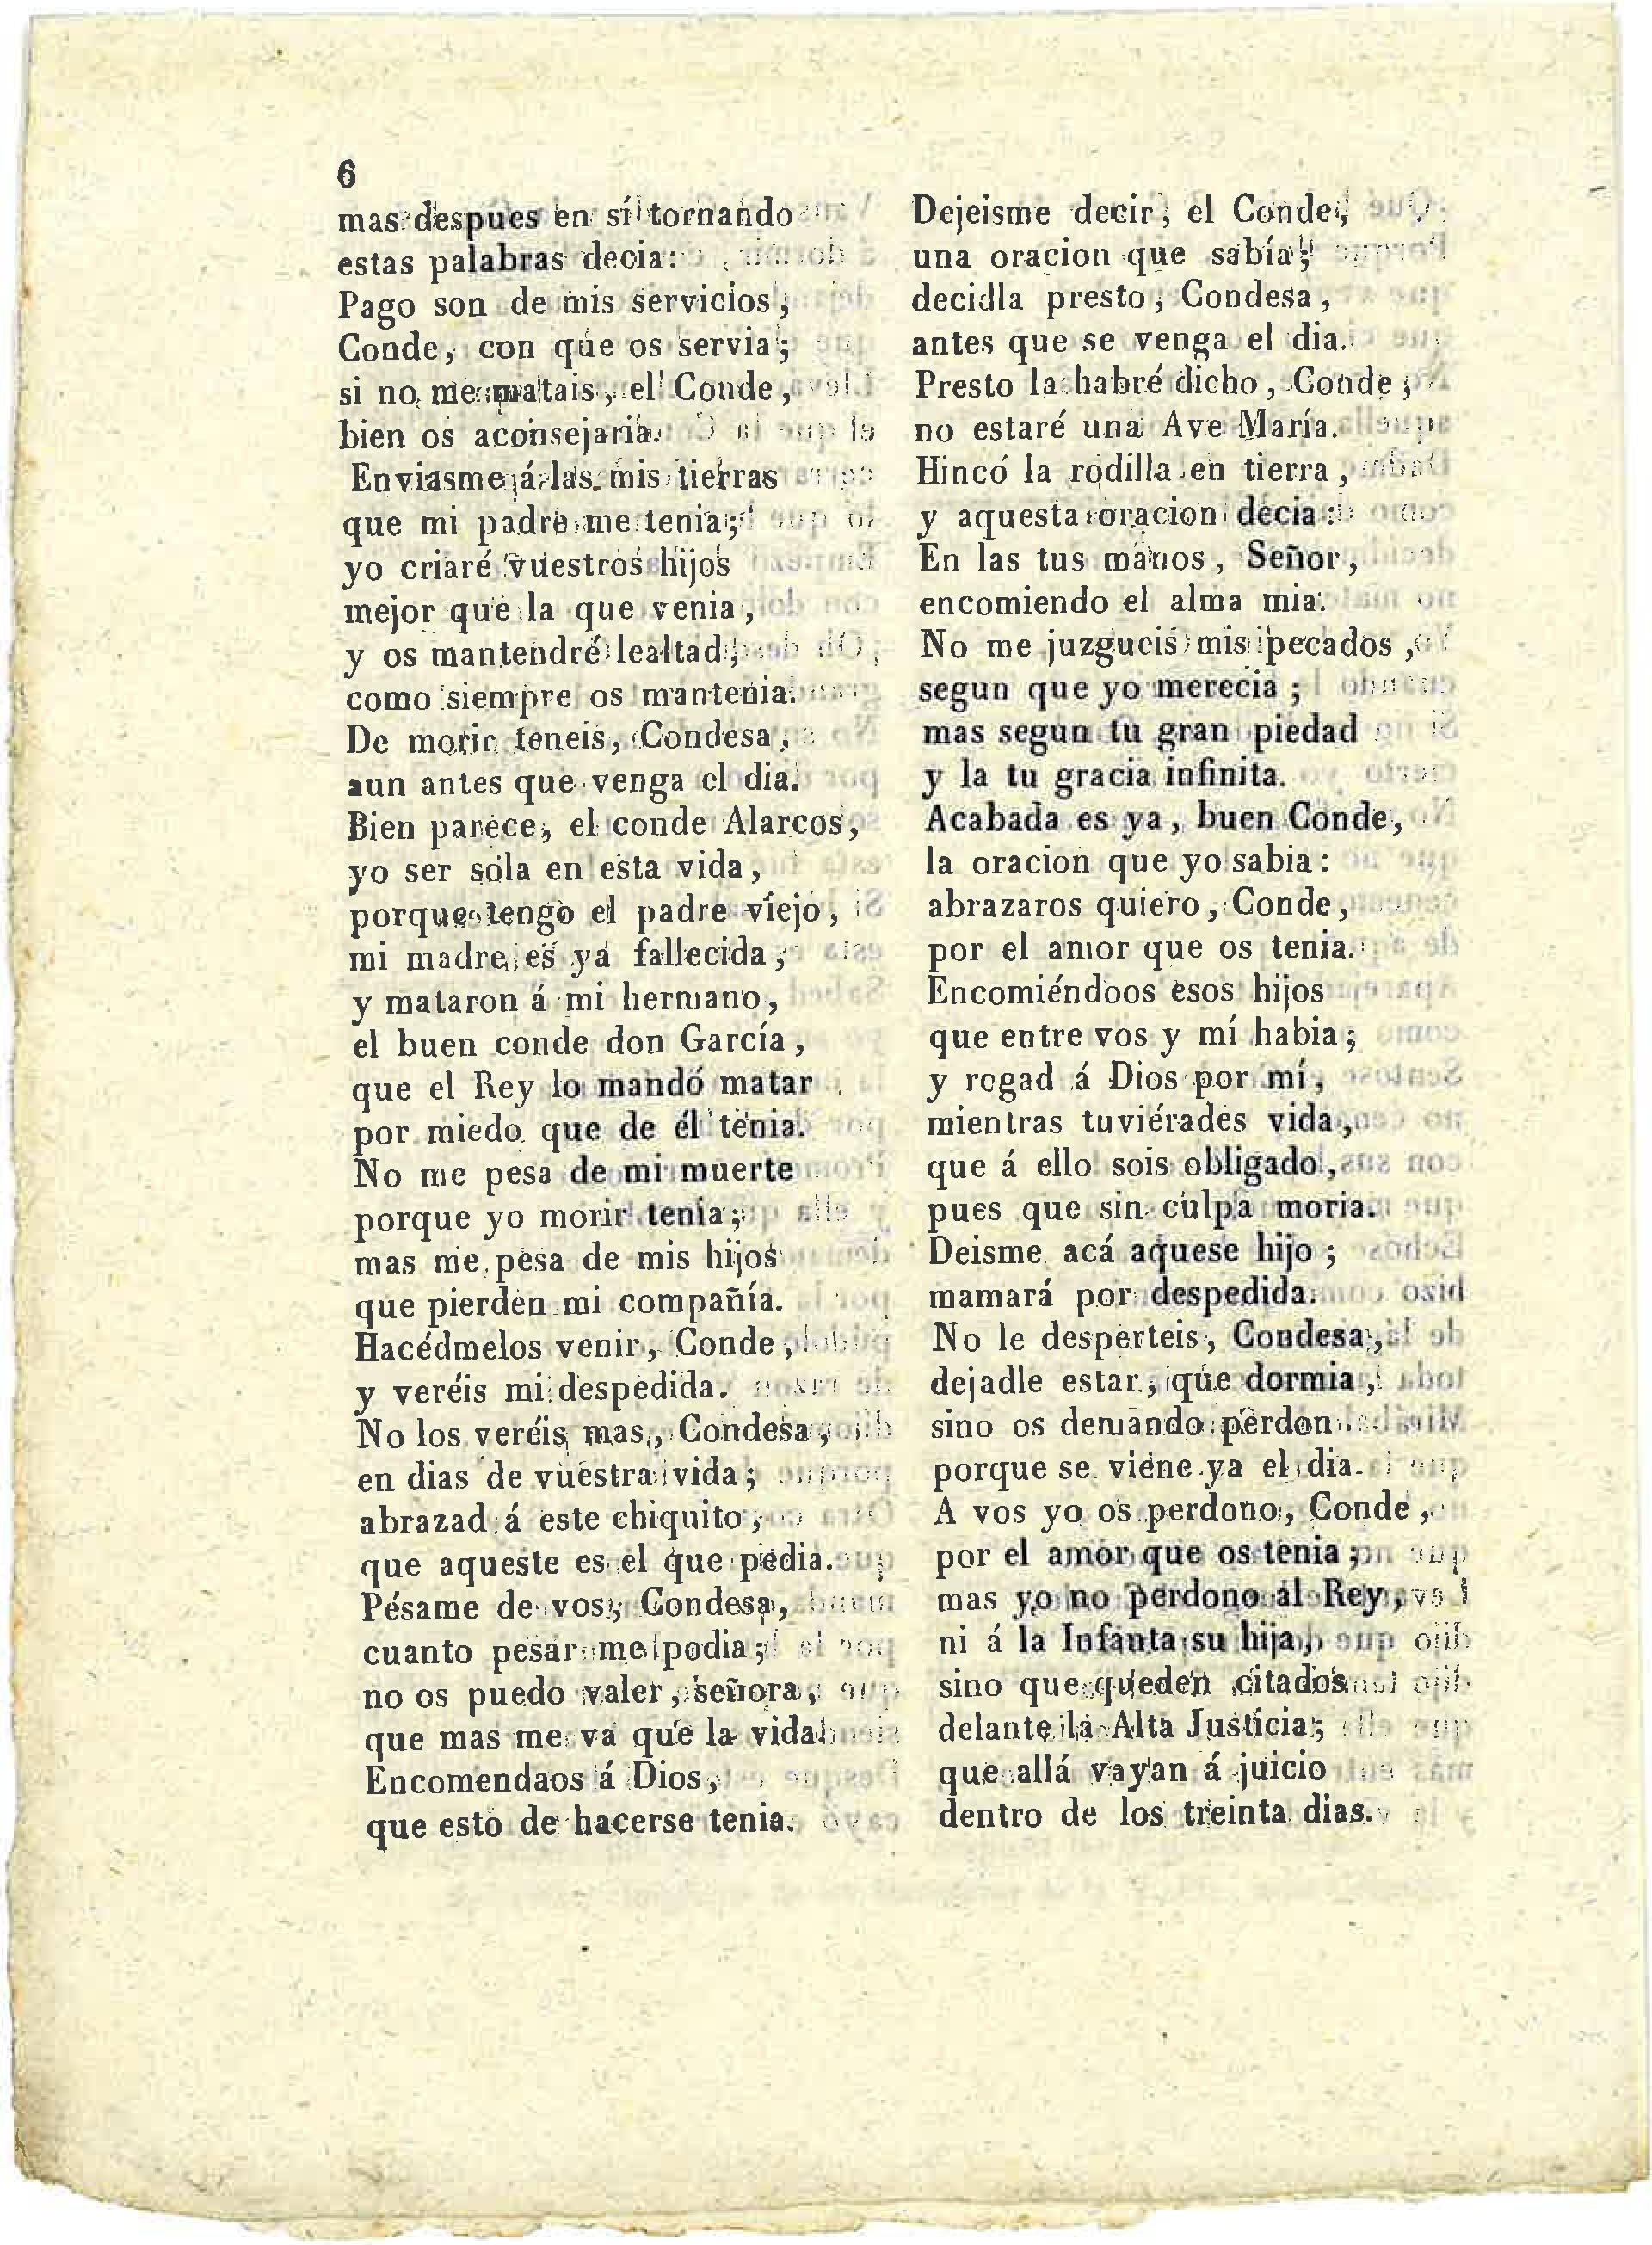 6
mas despues en sí tornando
estas palabras decia:
Pago son de mis servicios,
Conde, con que os servia;
si no me matais, el Conde,
bien os aconsejaria.
Enviasme á las mis tierras
que mi padre me tenia;
yo criaré vuestros hijos
mejor que la que venia,
y os mantendré lealtad,
como siempre os mantenia.
De morir teneis, Condesa,
aun antes que venga el dia.
Bien parece, el conde Alarcos,
yo ser sola en esta vida,
porque tengo el padre viejo,
mi madre es ya fallecida,
y mataron á mi hermano,
el buen conde don García,
que el Rey lo mandó matar
por miedo que de él tenia.
No me pesa de mi muerte
porque yo morir tenia;
mas me pesa de mis hijos
que pierden mi compañía.
Hacédmelos venir, Conde,
y veréis mi despedida.
No los veréis mas, Condesa,
en dias de vuestra vida;
abrazad á este chiquito,
que aqueste es el que pedia.
Pésame de vos, Condesa,
cuanto pesar me podia;
no os puedo valer, señora,
que mas me va que la vida
Encomendaos á Dios,
que esto de hacerse tenia.
Dejeisme decir, el Conde,
una oracion que sabía;
decidla presto, Condesa,
antes que se venga el dia.
Presto la habré dicho, Conde,
no estaré una Ave María.
Hincó la rodilla en tierra,
y aquesta oracion decia:
En las tus manos, Señor,
encomiendo el alma mia.
No me juzgueis mis pecados,
segun que yo merecia;
mas segun tu gran piedad
y la tu gracia infinita.
Acabada es ya, buen Conde,
la oracion que yo sabia:
abrazaros quiero, Conde,
por el amor que os tenia.
Encomiéndoos esos hijos
que entre vos y mí habia;
y rogad á Dios por mí,
mientras tuviérades vida,
que á ello sois obligado,
pues que sin culpa moria.
Deisme acá aquese hijo;
mamará por despedida.
No le desperteis, Condesa,
dejadle estar, que dormia,
sino os demando perdon
porque se viene ya el dia.
A vos yo os perdono, Conde,
por el amor que os tenia;
mas yo no perdono al Rey,
ni á la Infanta su hija,
sino que queden citados
delante la Alta Justicia;
que allá vayan á juicio
dentro de los treinta dias.